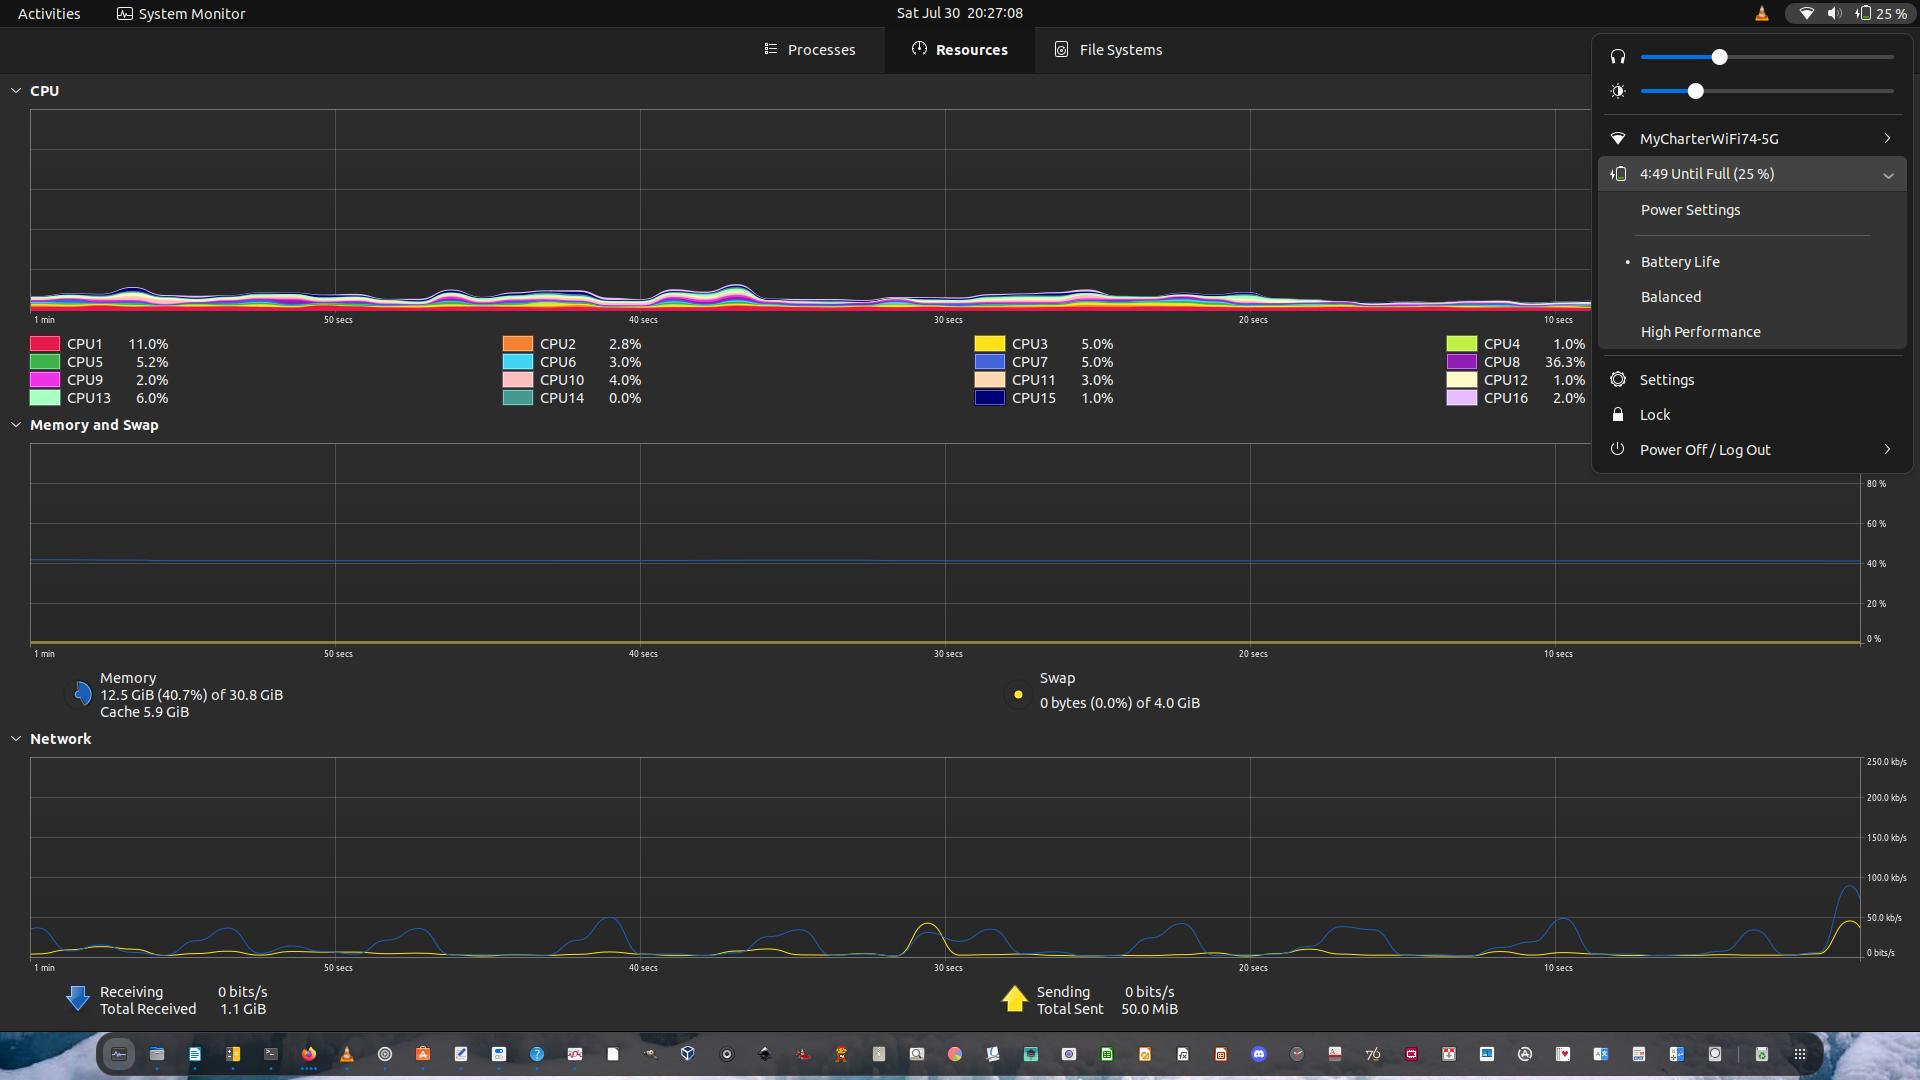 Activities
System Monitor
Sat Jul 30 20:27:08
25 %
Processes
Resources
File Systems
CPU
1 min 50 secs 40 secs 30 secs 20 secs 10 secs
CPU1 11.0% CPU2 2.8% CPU3 5.0% CPU4 1.0%
CPU5 5.2% CPU6 3.0% CPU7 5.0% CPU8 36.3%
CPU9 2.0% CPU10 4.0% CPU11 3.0% CPU12 1.0%
CPU13 6.0% CPU14 0.0% CPU15 1.0% CPU16 2.0%
MyCharterWiFi74-5G
4:49 Until Full (25 %)
Power Settings
Battery Life
Balanced
High Performance
Settings
Lock
Power Off / Log Out
Memory and Swap
80 %
60 %
40 %
20 %
0 %
1 min 50 secs 40 secs 30 secs 20 secs 10 secs
Memory
12.5 GiB (40.7%) of 30.8 GiB
Cache 5.9 GiB
Swap
0 bytes (0.0%) of 4.0 GiB
Network
250.0 kb/s
200.0 kb/s
150.0 kb/s
100.0 kb/s
50.0 kb/s
0 bits/s
1 min 50 secs 40 secs 30 secs 20 secs 10 secs
Receiving 0 bits/s
Total Received 1.1 GiB
Sending 0 bits/s
Total Sent 50.0 MiB